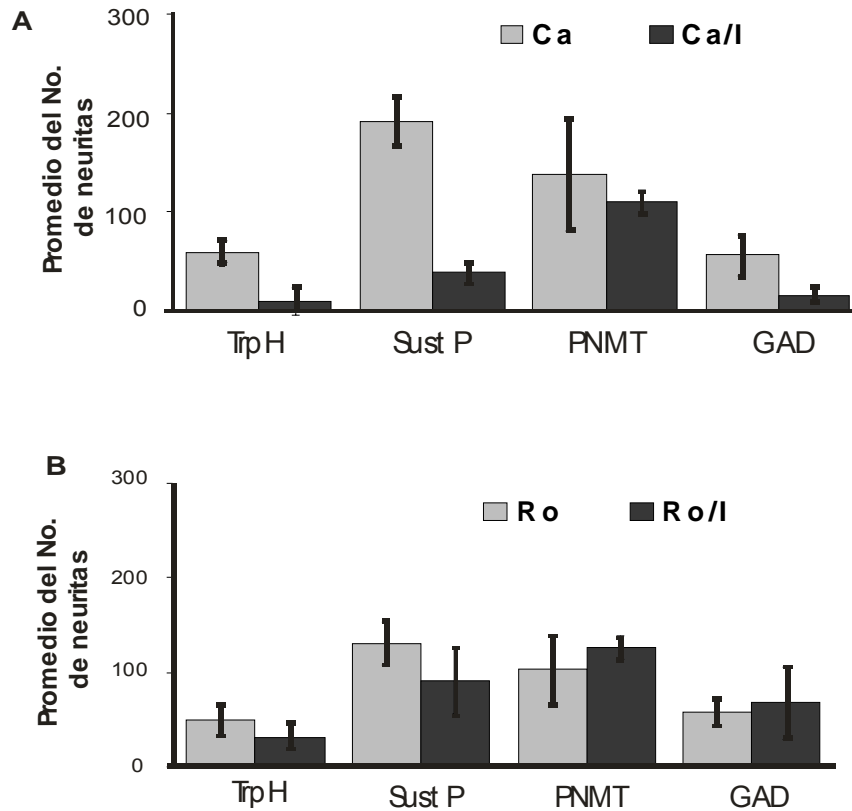 A
300
Ca
Ca/I
200
100
0
Promedio del No.
de neuritas
TrpH
Sust P
PNMT
GAD
B
300
Ro
Ro/I
200
100
0
Promedio del No.
de neuritas
TrpH
Sust P
PNMT
GAD